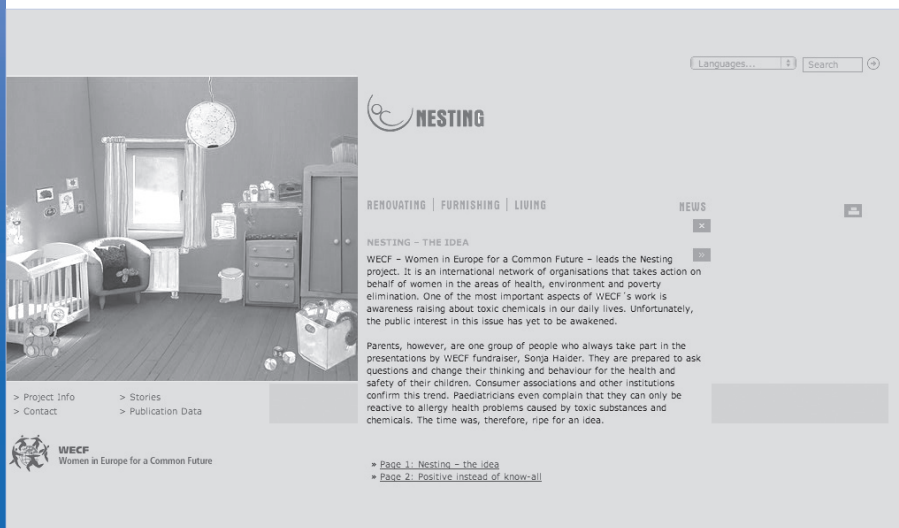 Languages...
Search
NESTING
RENOVATING | FURNISHING | LIVING
NEWS
NESTING – THE IDEA
WECF – Women in Europe for a Common Future – leads the Nesting
project. It is an international network of organisations that takes action on
behalf of women in the areas of health, environment and poverty
elimination. One of the most important aspects of WECF´s work is
awareness raising about toxic chemicals in our daily lives. Unfortunately,
the public interest in this issue has yet to be awakened.
Parents, however, are one group of people who always take part in the
presentations by WECF fundraiser, Sonja Haider. They are prepared to ask
questions and change their thinking and behaviour for the health and
safety of their children. Consumer associations and other institutions
confirm this trend. Paediatricians even complain that they can only be
reactive to allergy health problems caused by toxic substances and
chemicals. The time was, therefore, ripe for an idea.
» Page 1: Nesting – the idea
» Page 2: Positive instead of know-all
> Project Info
> Stories
> Contact
> Publication Data
WECF
Women in Europe for a Common Future